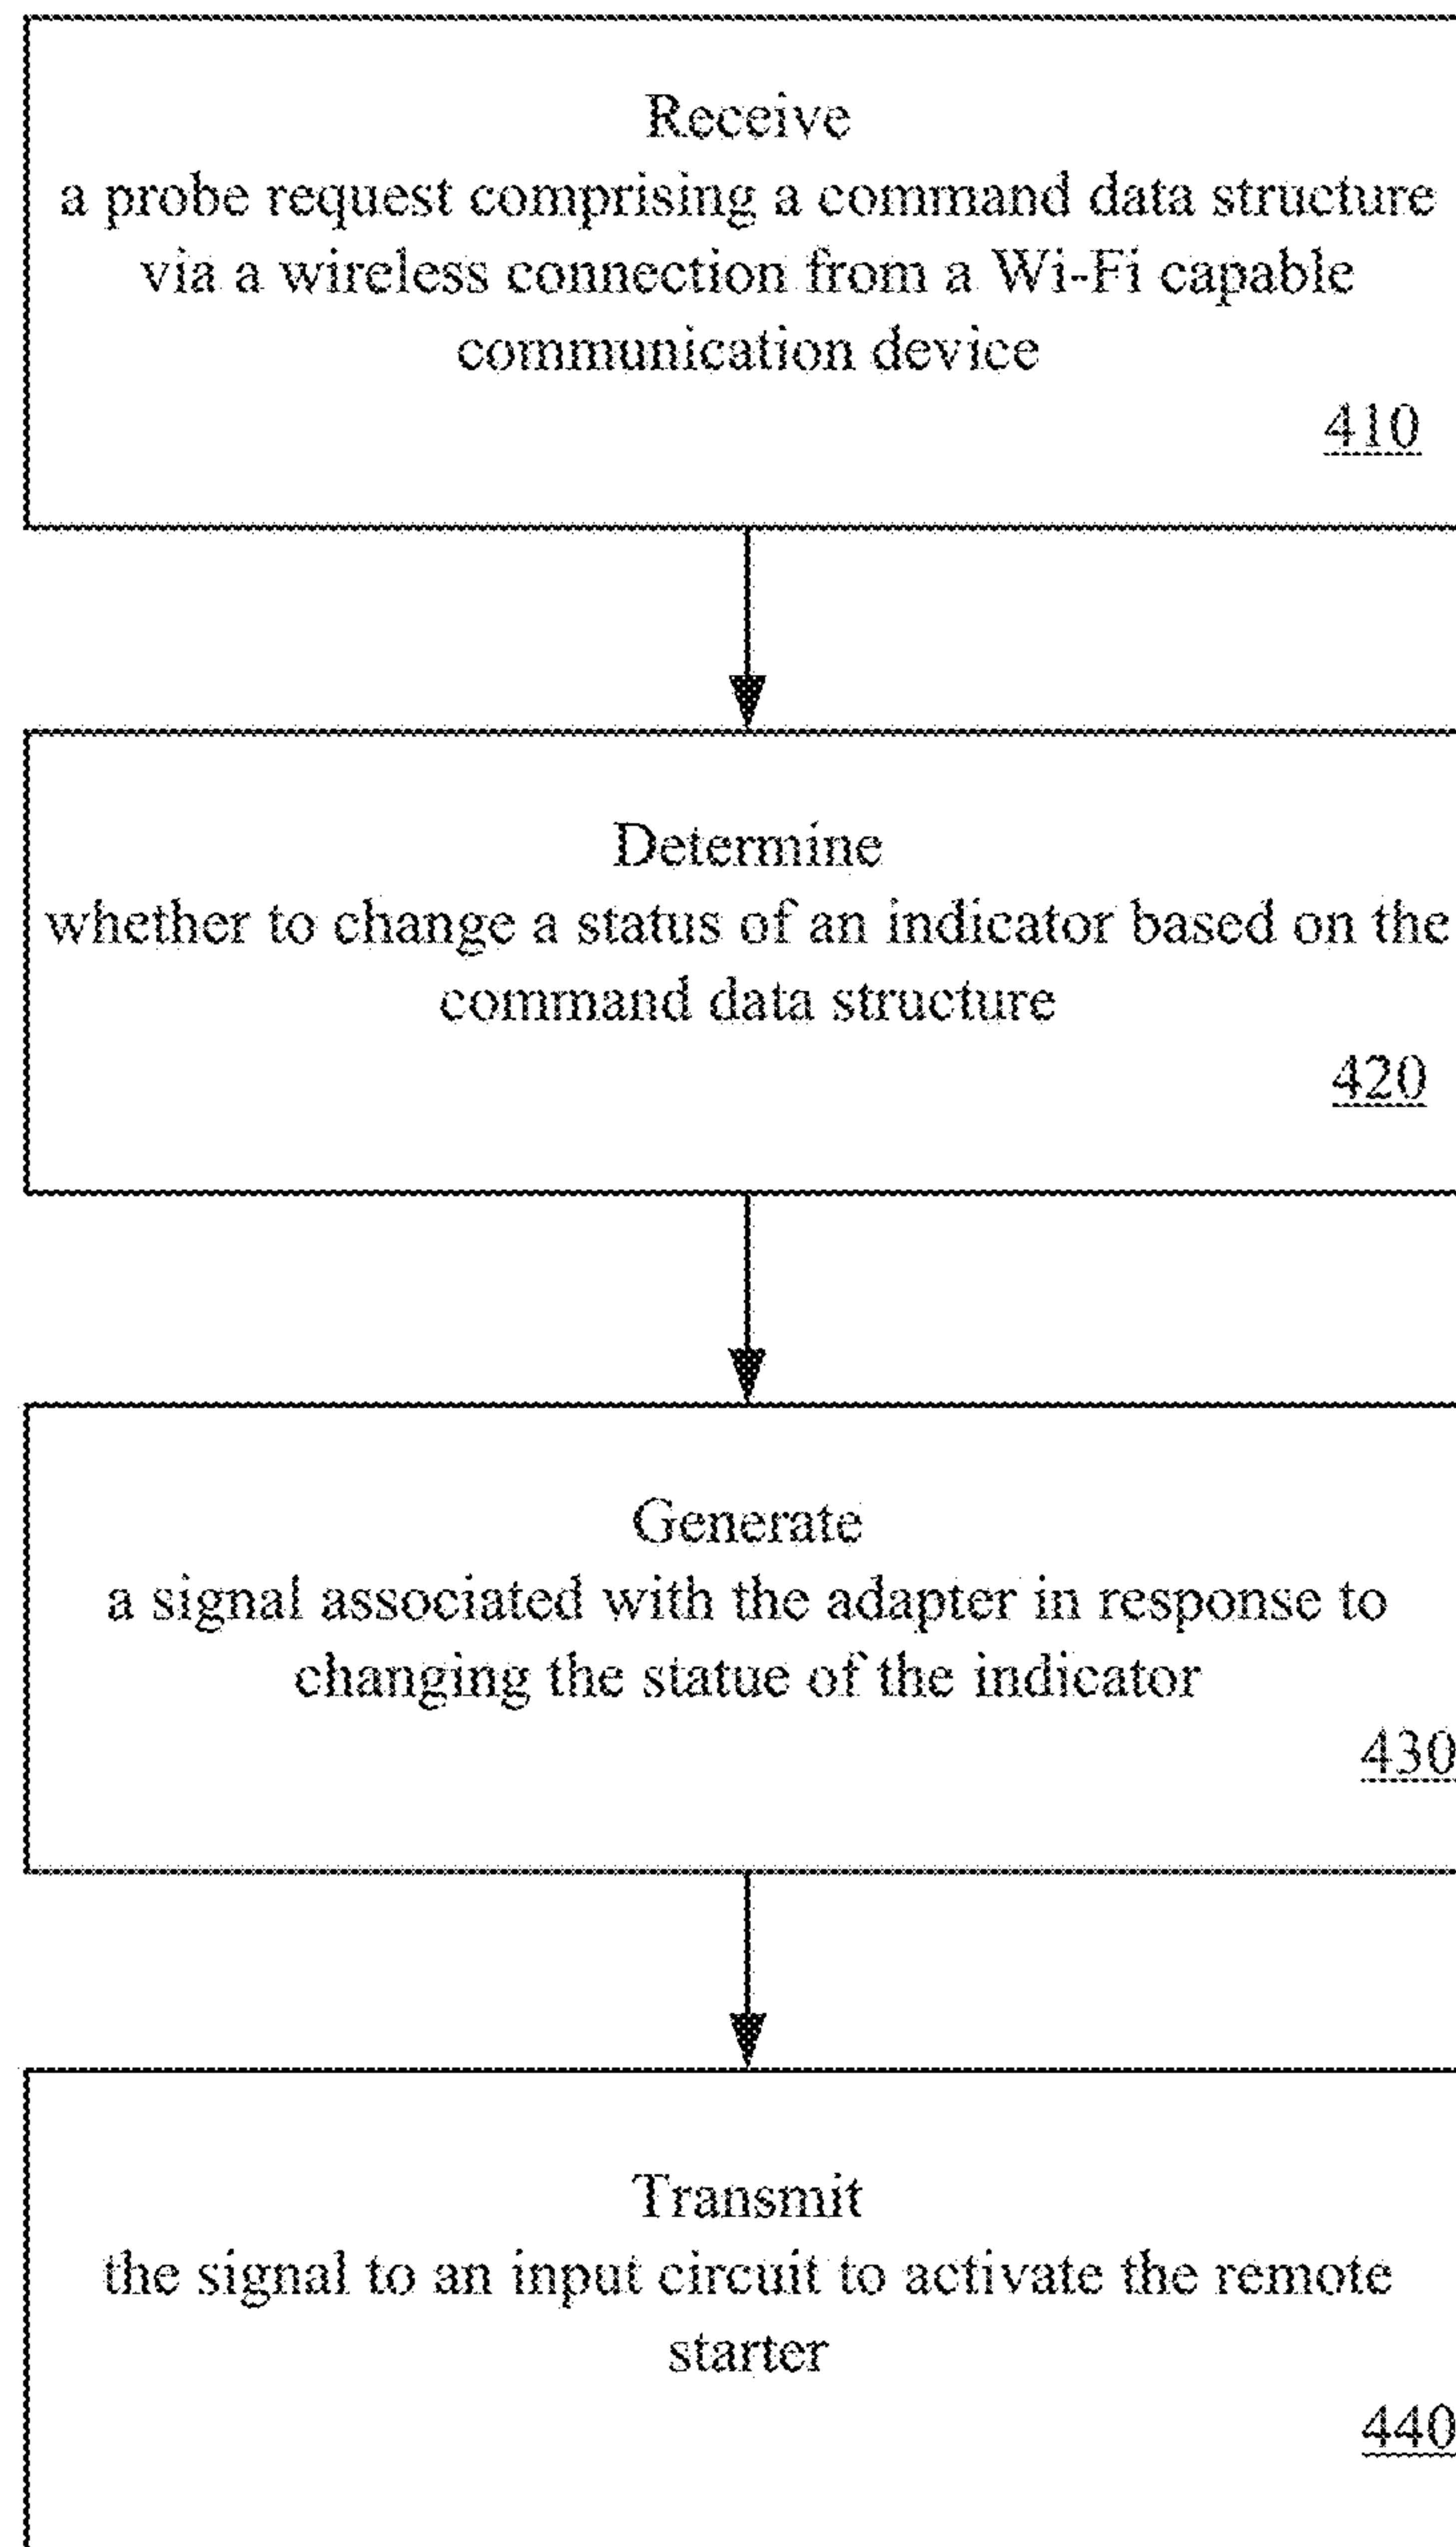 Receive
a probe request comprising a command data structure
via a wireless connection from a Wi-Fi capable
communication device
410
Determine
whether to change a status of an indicator based on the
command data structure
420
Generate
a signal associated with the adapter in response to
changing the statue of the indicator
430
Transmit
the signal to an input circuit to activate the remote
starter
440